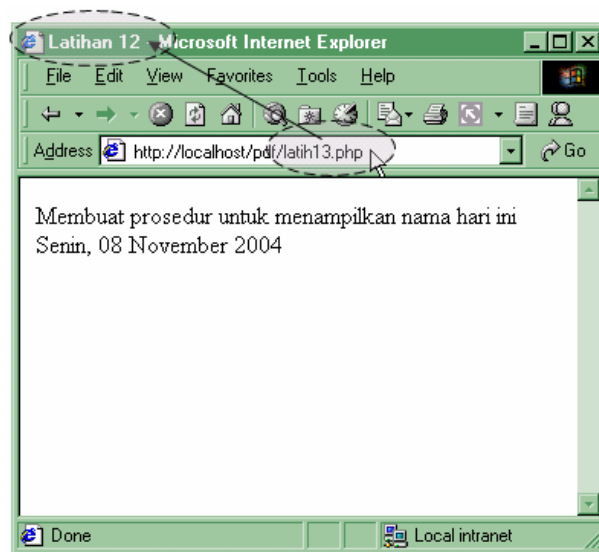 Latihan 12 - Microsoft Internet Explorer
File Edit View Favorites Tools Help
Address http://localhost/pdf/latih13.php Go
Membuat prosedur untuk menampilkan nama hari ini
Senin, 08 November 2004
Done Local intranet